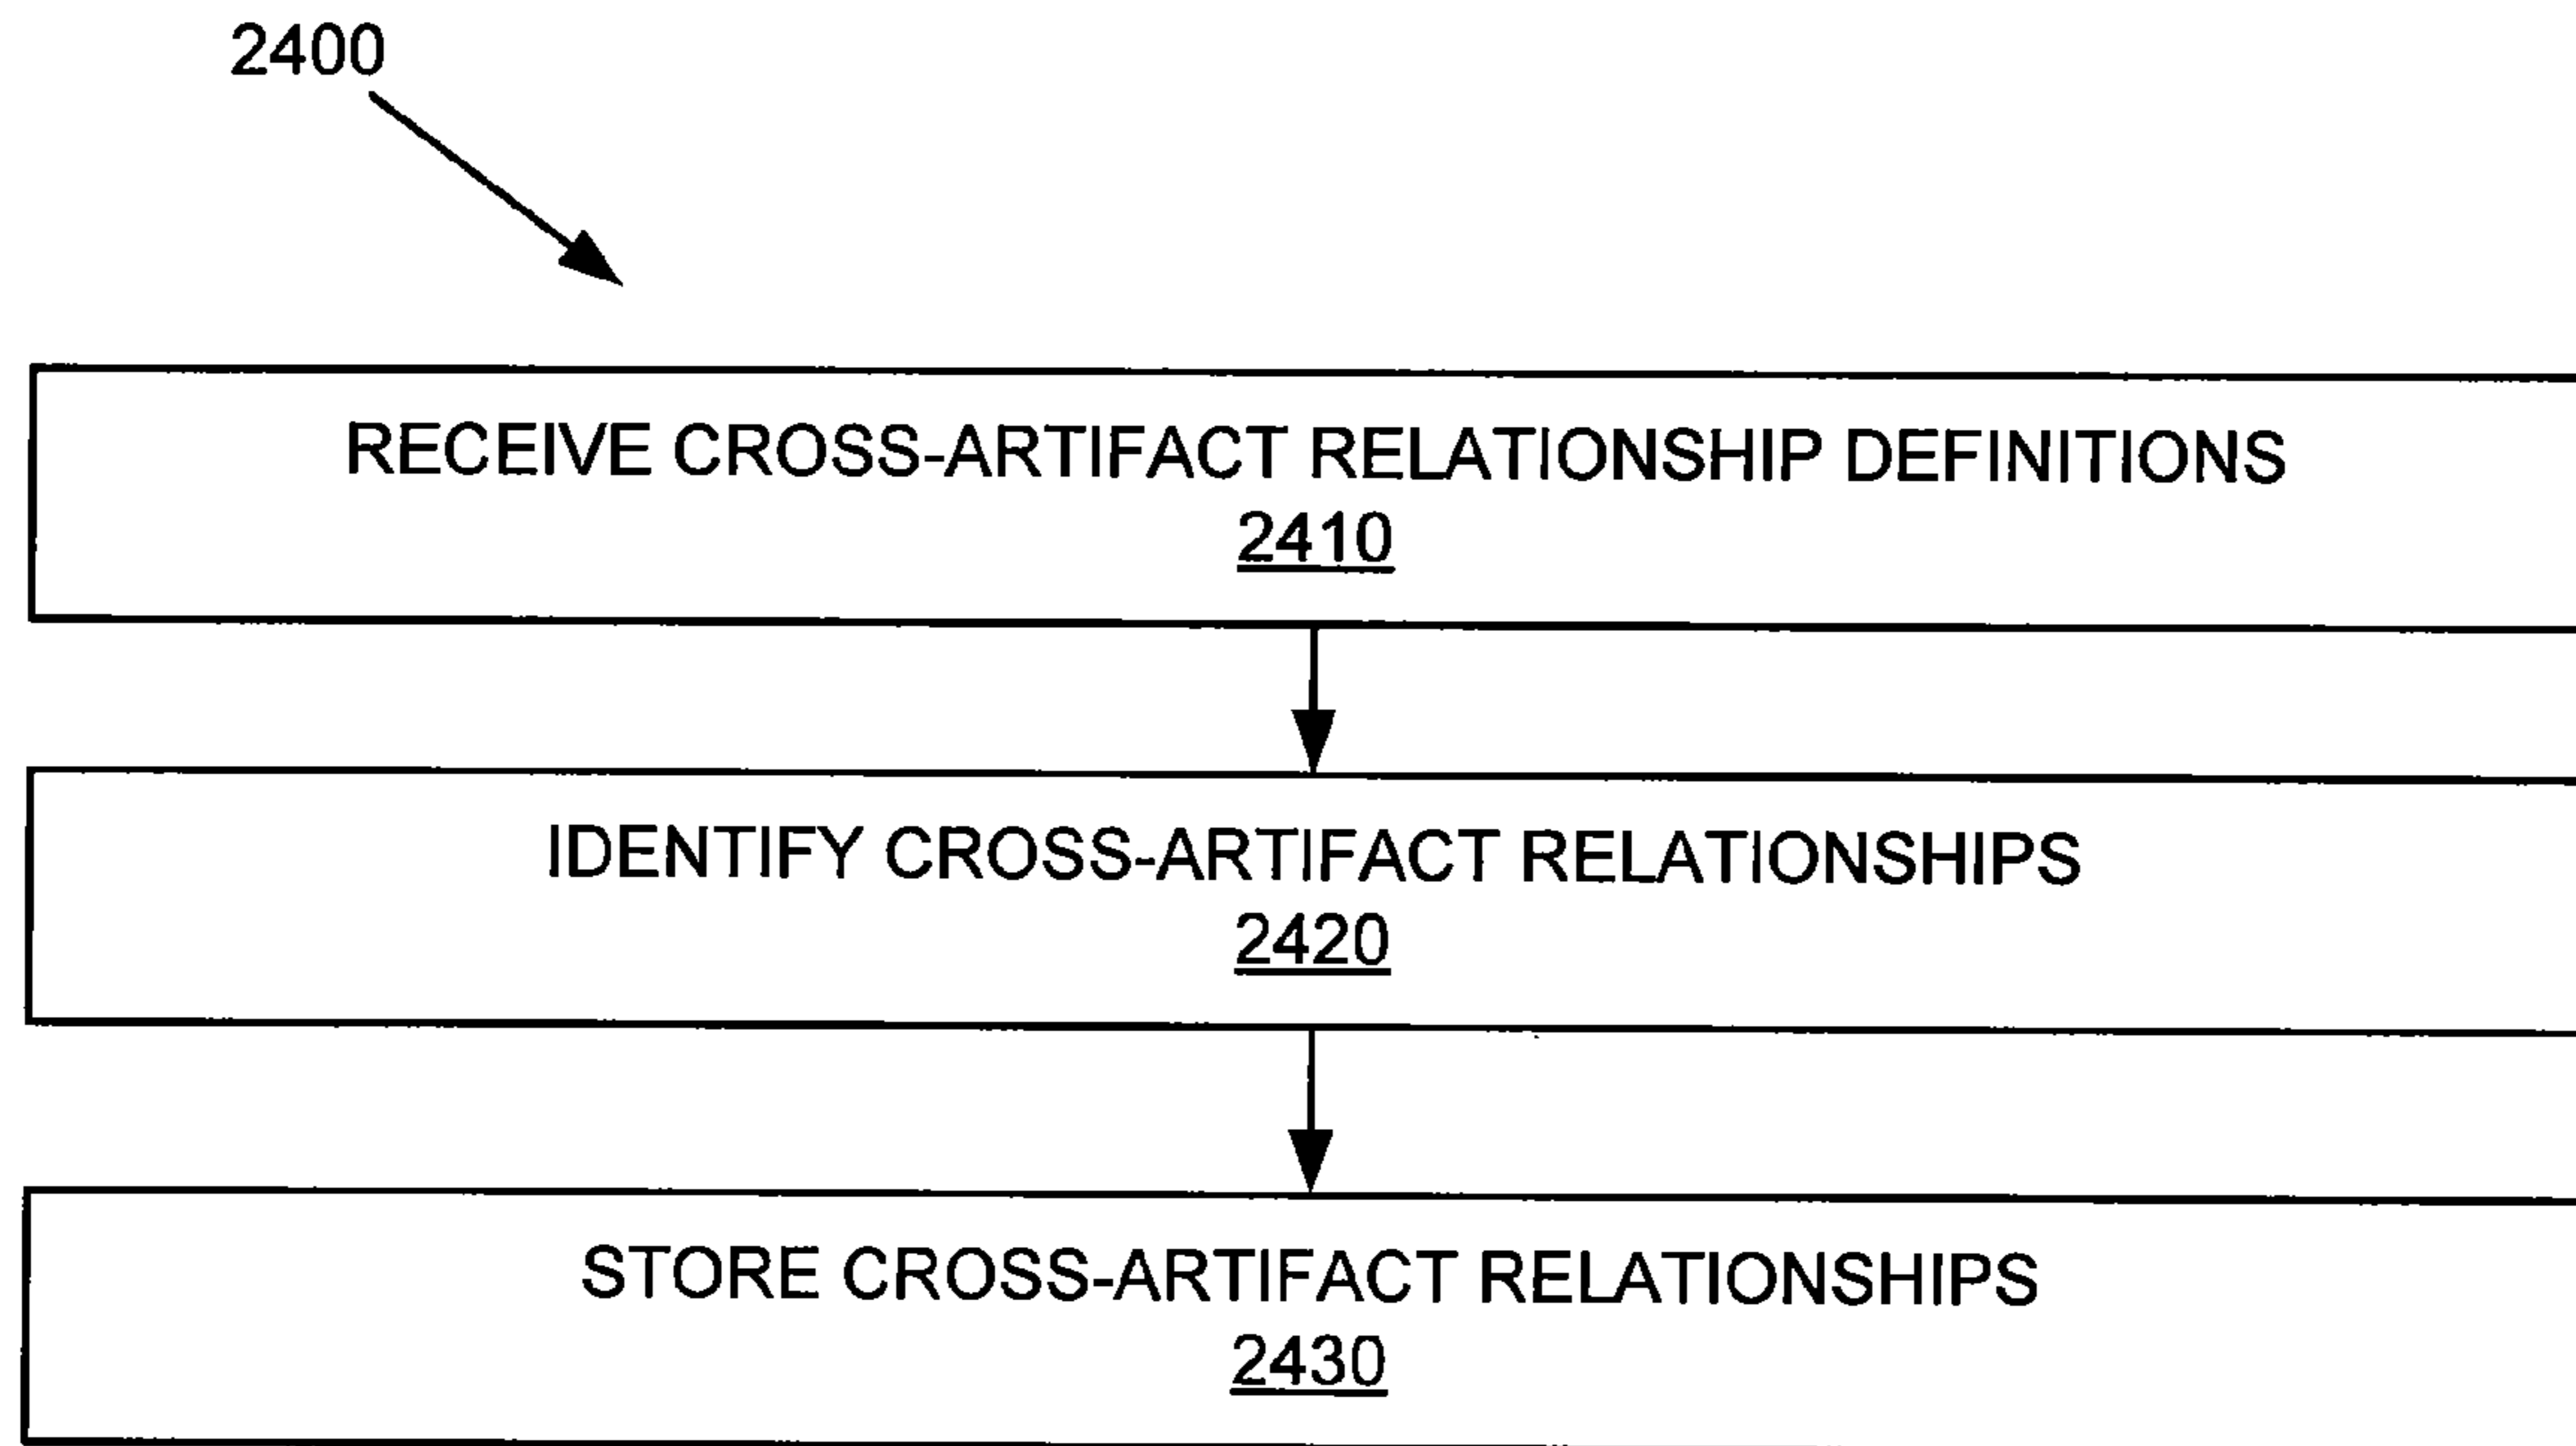 2400
RECEIVE CROSS-ARTIFACT RELATIONSHIP DEFINITIONS
2410
IDENTIFY CROSS-ARTIFACT RELATIONSHIPS
2420
STORE CROSS-ARTIFACT RELATIONSHIPS
2430